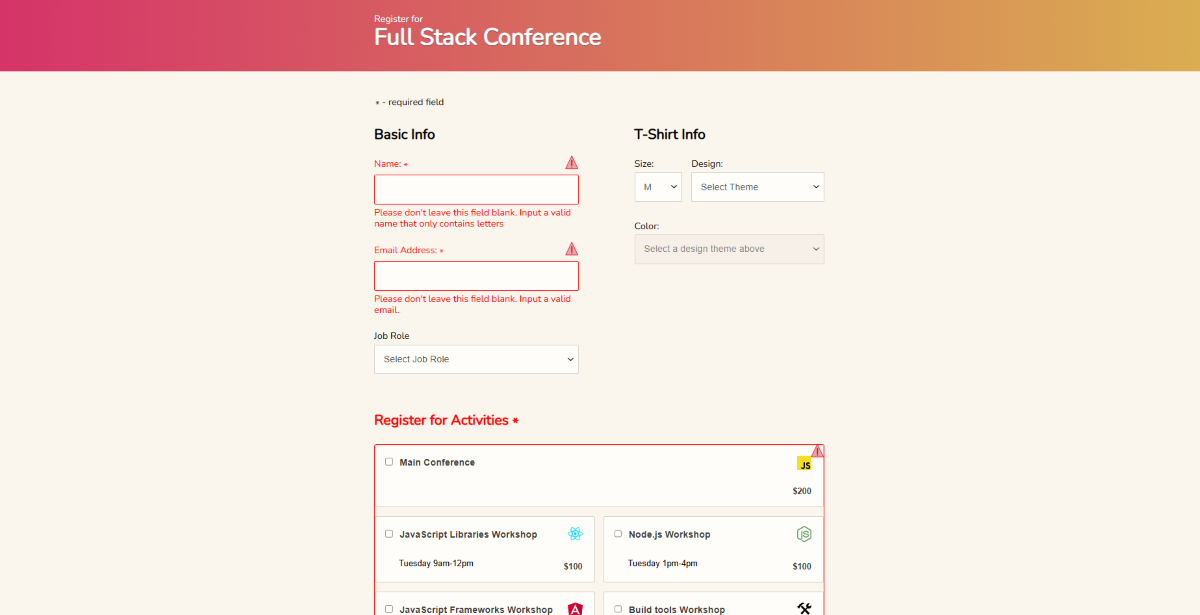 Register for
Full Stack Conference
* - required field
Basic Info
Name: *
Please don't leave this field blank. Input a valid
name that only contains letters
Email Address: *
Please don't leave this field blank. Input a valid
email.
Job Role
Select Job Role
T-Shirt Info
Size:
Design:
M
Select Theme
Color:
Select a design theme above
Register for Activities *
Main Conference
JS
$200
JavaScript Libraries Workshop
Tuesday 9am-12pm
$100
Node.js Workshop
JS
Tuesday 1pm-4pm
$100
JavaScript Frameworks Workshop
A
Build tools Workshop